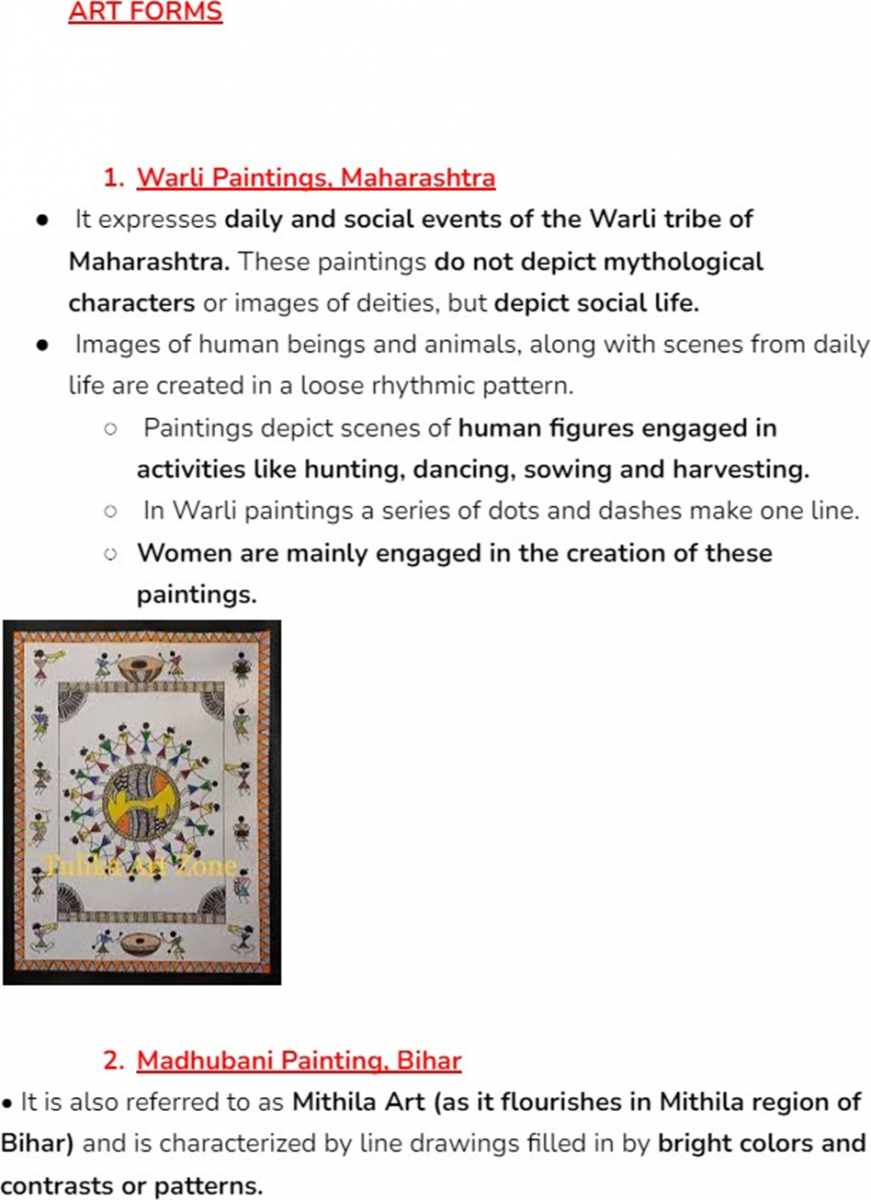 ART FORMS
1. Warli Paintings, Maharashtra
● It expresses daily and social events of the Warli tribe of
Maharashtra. These paintings do not depict mythological
characters or images of deities, but depict social life.
● Images of human beings and animals, along with scenes from daily
life are created in a loose rhythmic pattern.
○ Paintings depict scenes of human figures engaged in
activities like hunting, dancing, sowing and harvesting.
○ In Warli paintings a series of dots and dashes make one line.
○ Women are mainly engaged in the creation of these
paintings.
Tulika Art Zone
2. Madhubani Painting, Bihar
• It is also referred to as Mithila Art (as it flourishes in Mithila region of
Bihar) and is characterized by line drawings filled in by bright colors and
contrasts or patterns.